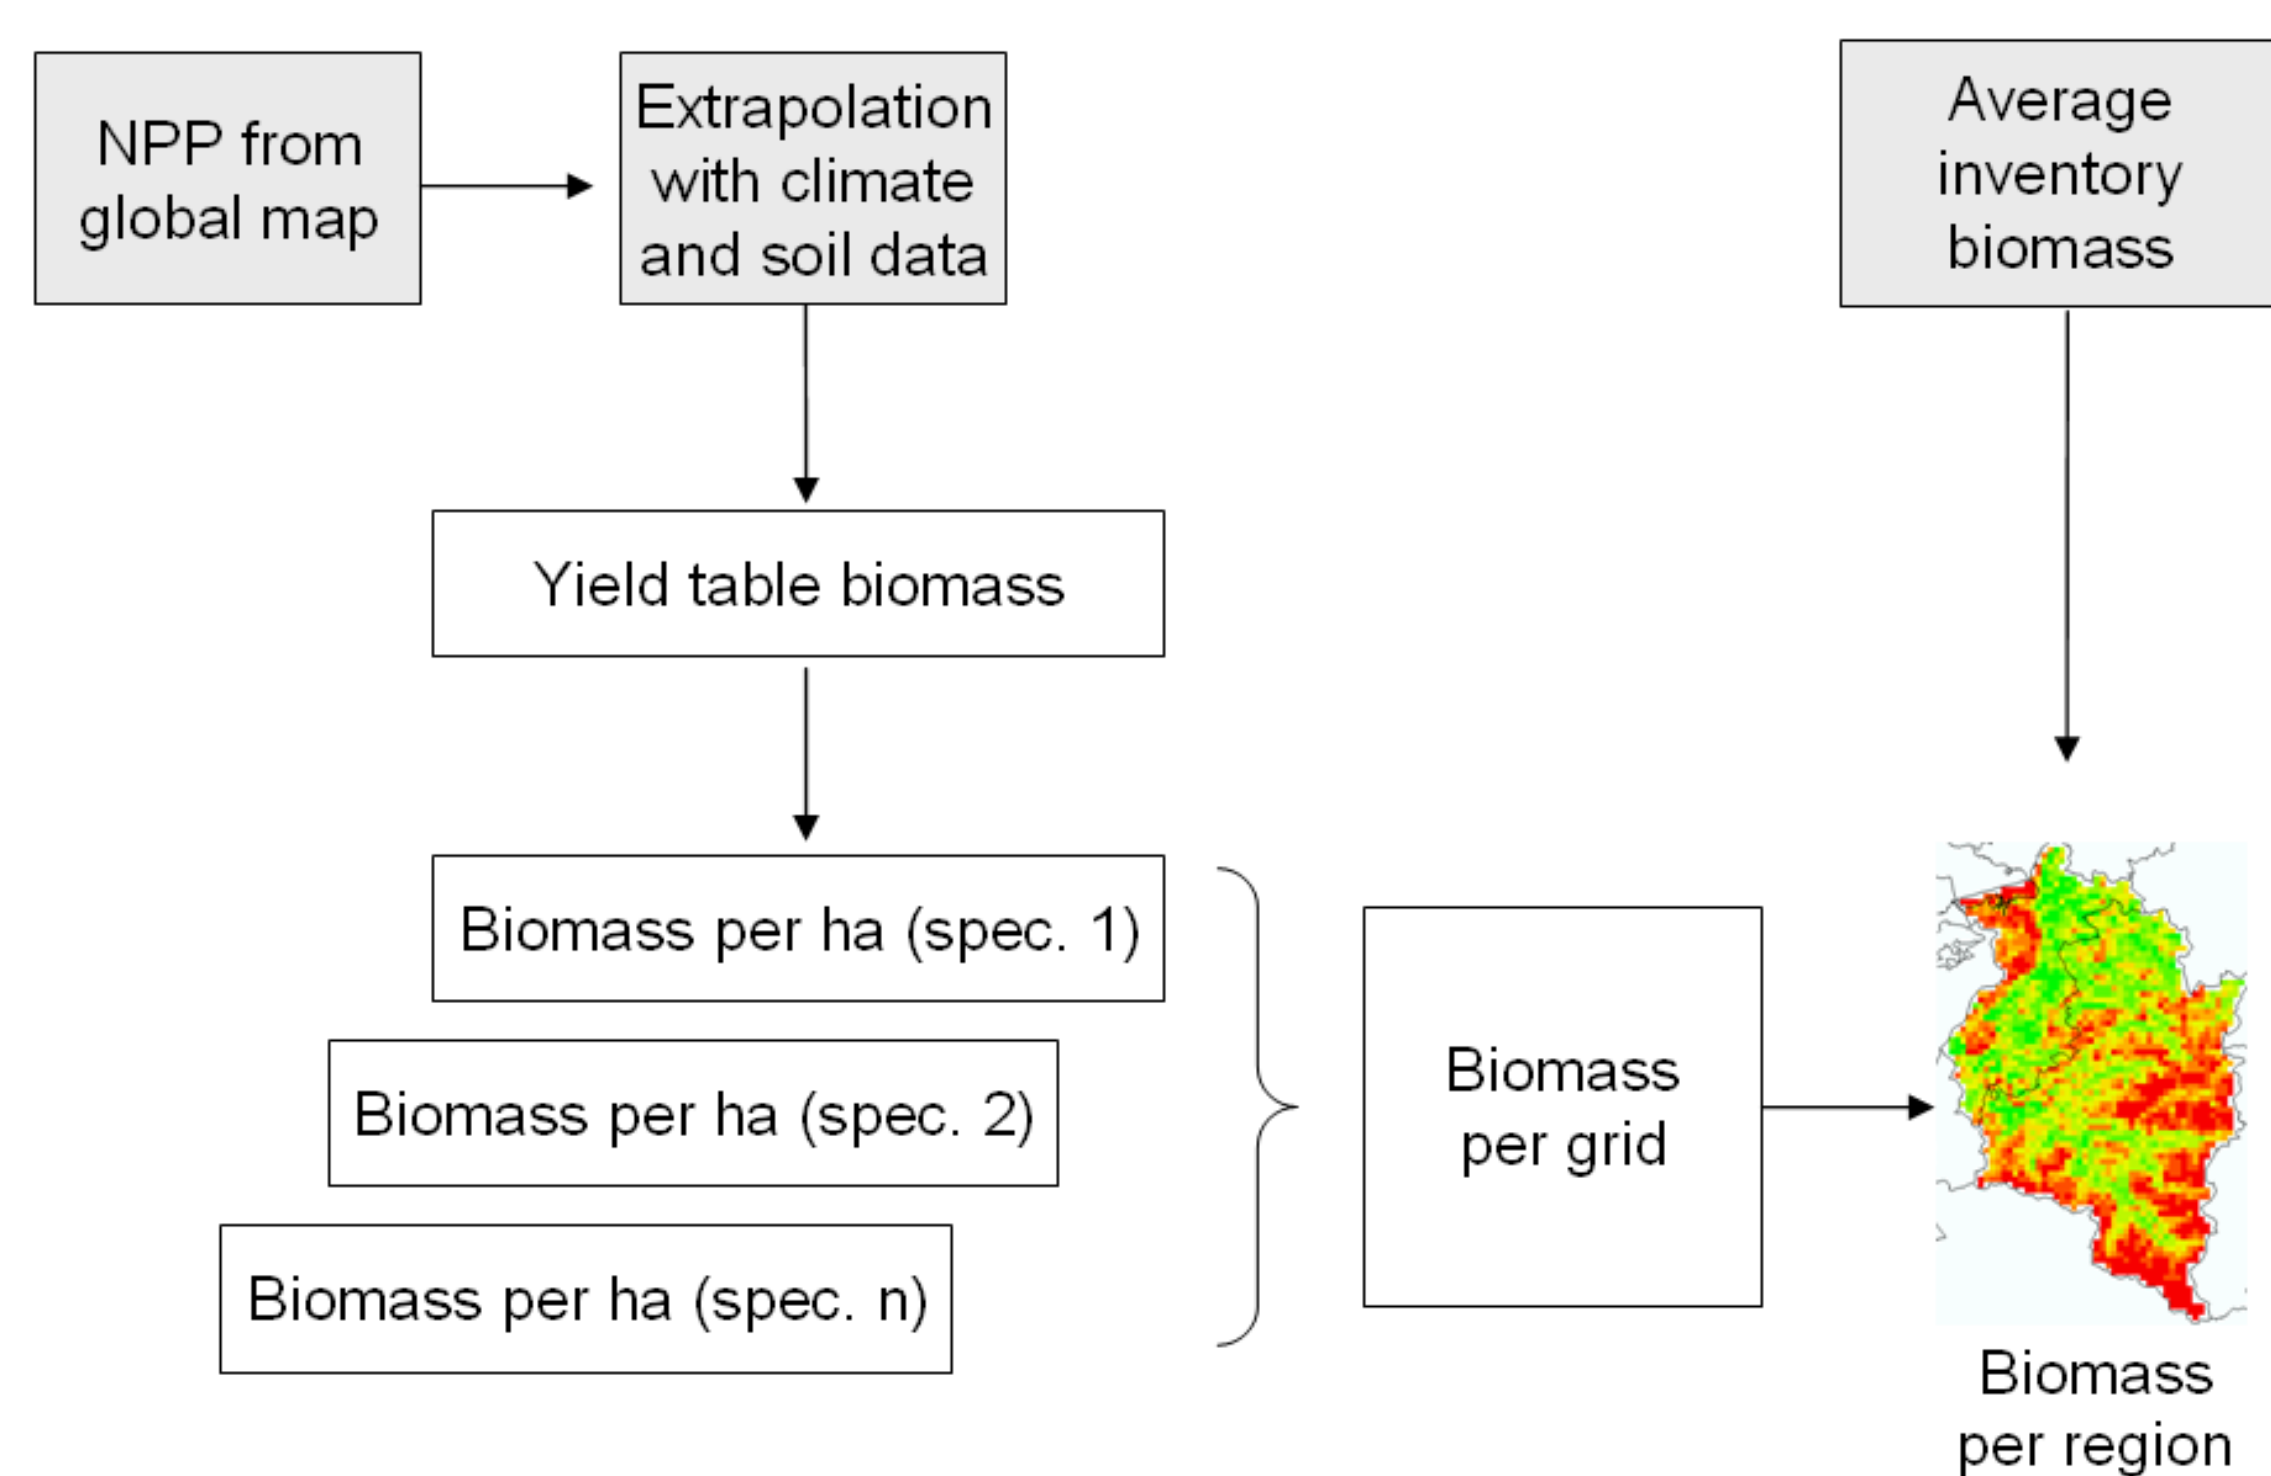 NPP from
global map
Extrapolation
with climate
and soil data
Average
inventory
biomass
Yield table biomass
Biomass per ha (spec. 1)
Biomass per ha (spec. 2)
Biomass per ha (spec. n)
Biomass
per grid
Biomass
per region